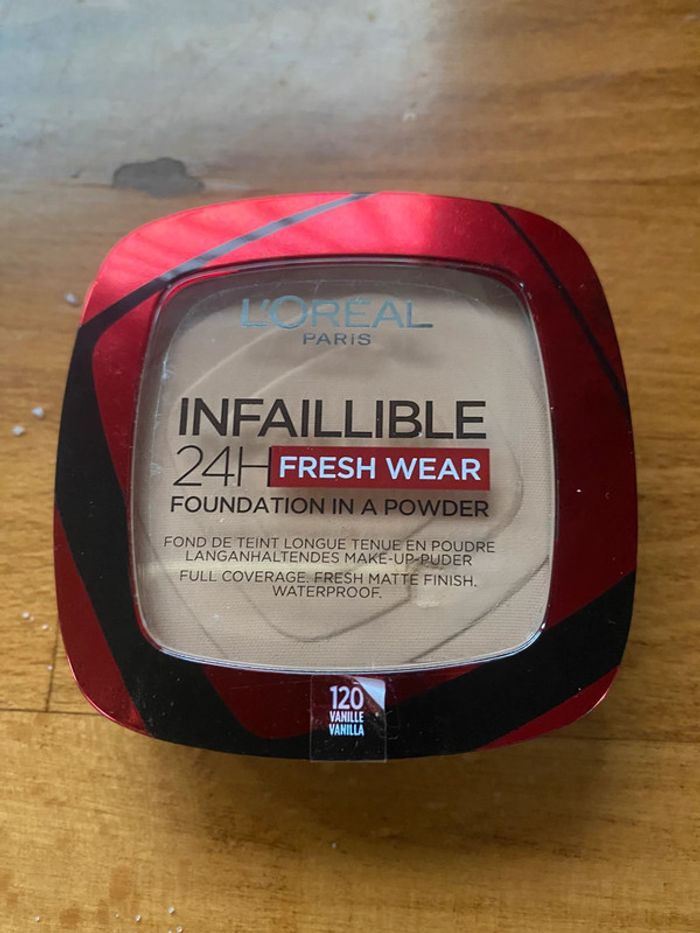 L'ORÉAL
PARIS
INFAILLIBLE
24H FRESH WEAR
FOUNDATION IN A POWDER
FOND DE TEINT LONGUE TENUE EN POUDRE
LANGANHALTENDES MAKE-UP-PUDER
FULL COVERAGE. FRESH MATTE FINISH.
WATERPROOF.
120
VANILLE
VANILLA